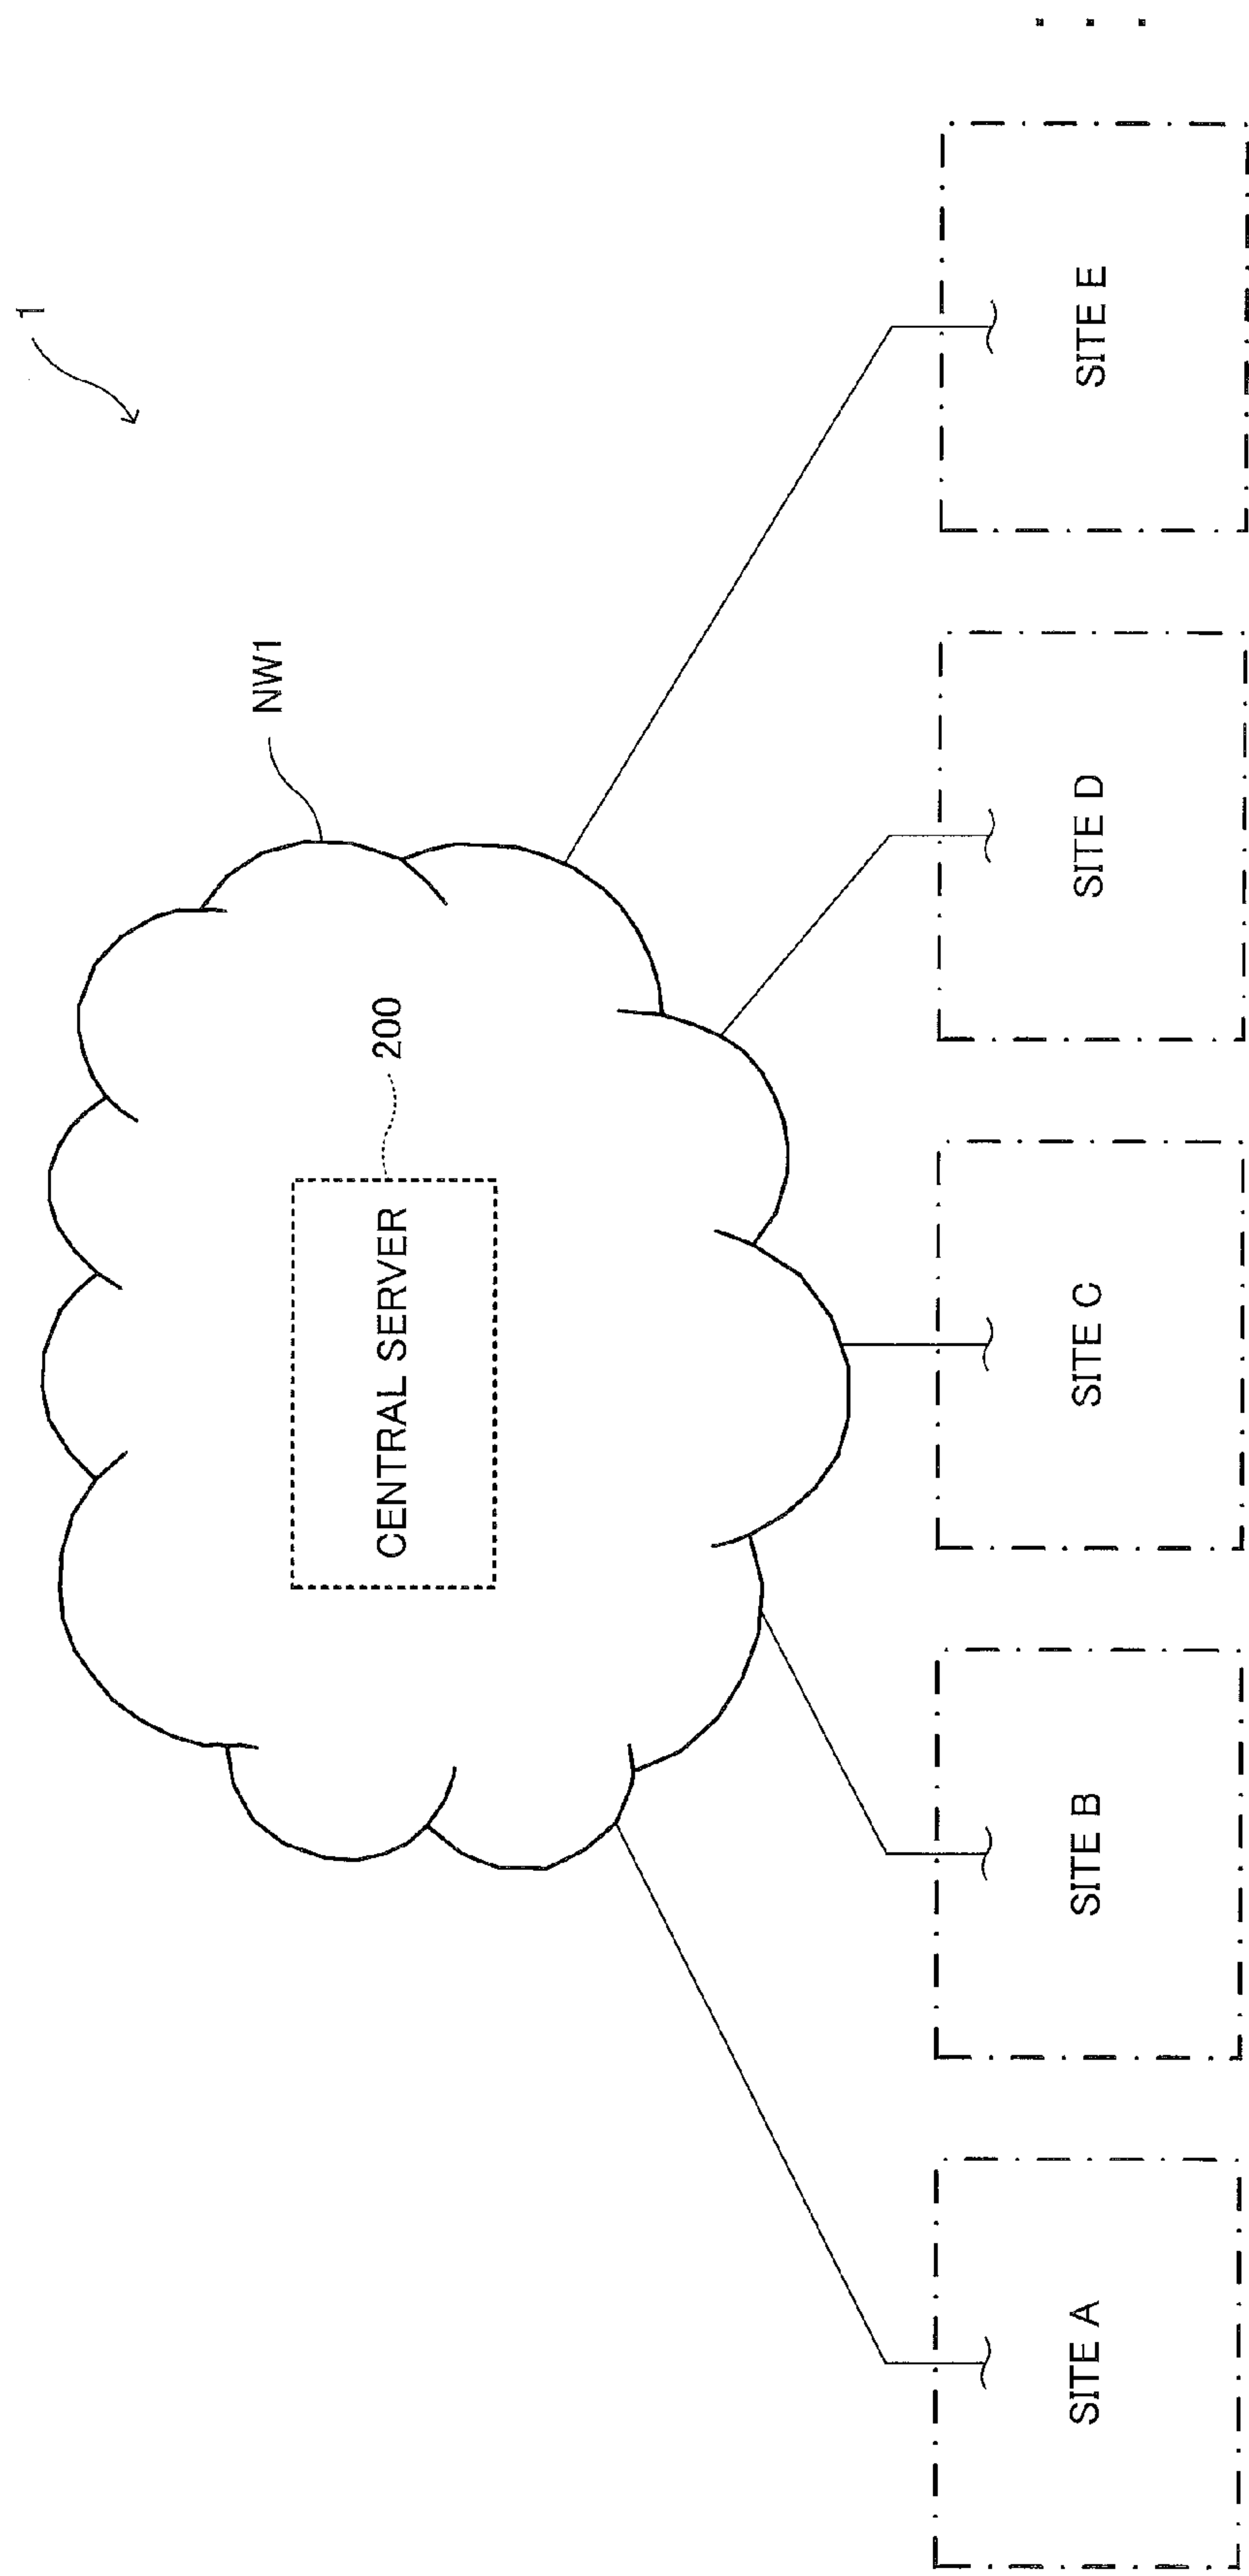 1
NW1
200
CENTRAL SERVER
SITE A
SITE B
SITE C
SITE D
SITE E
. . .